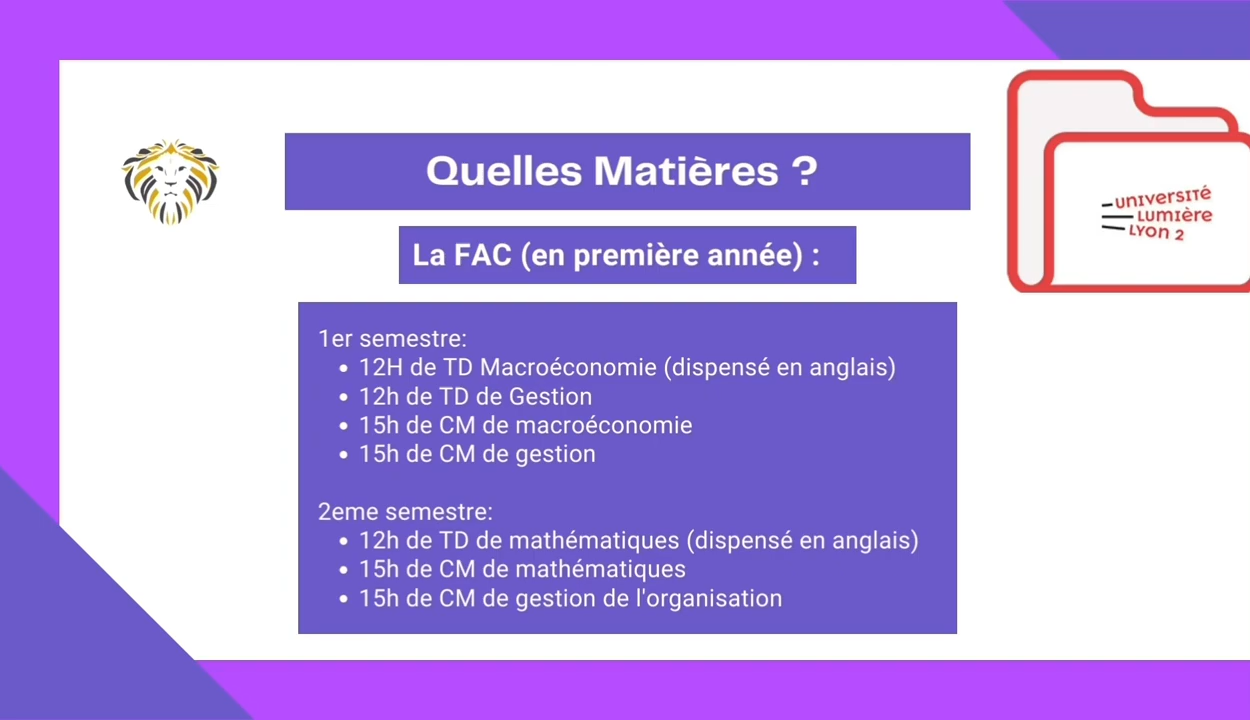 Quelles Matières ?
UNIVERSITÉ
LUMIÈRE
LYON 2
La FAC (en première année) :
1er semestre:
• 12H de TD Macroéconomie (dispensé en anglais)
• 12h de TD de Gestion
• 15h de CM de macroéconomie
• 15h de CM de gestion
2eme semestre:
• 12h de TD de mathématiques (dispensé en anglais)
• 15h de CM de mathématiques
• 15h de CM de gestion de l'organisation